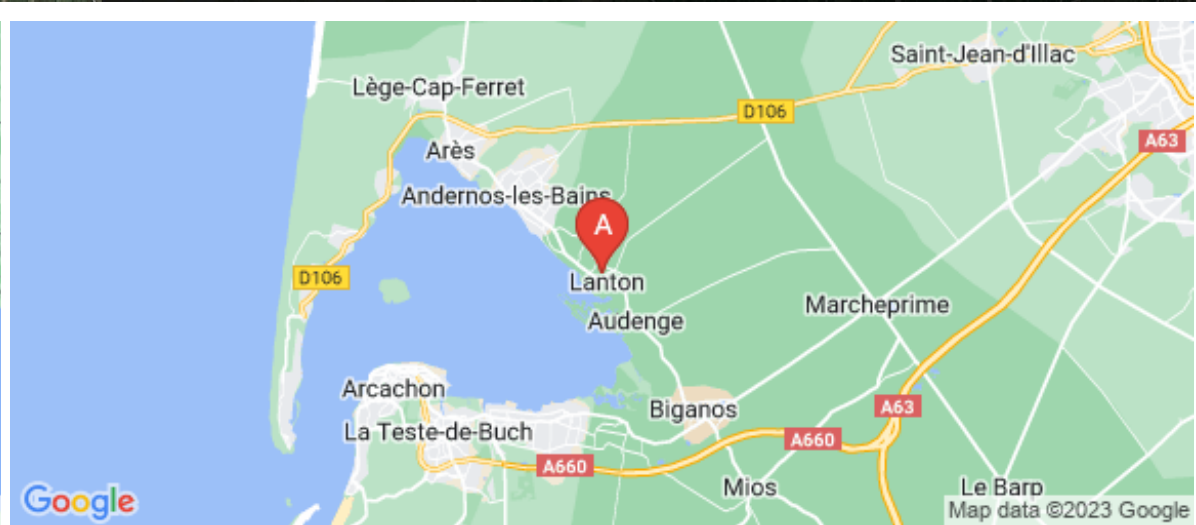 Saint-Jean-d'Illac
Lège-Cap-Ferret
D106
A63
Arès
Andernos-les-Bains
A
D106
Lanton
Marcheprime
Audenge
Arcachon
Biganos
A63
La Teste-de-Buch
A660
A660
Mios
Le Barp
Google
Map data ©2023 Google